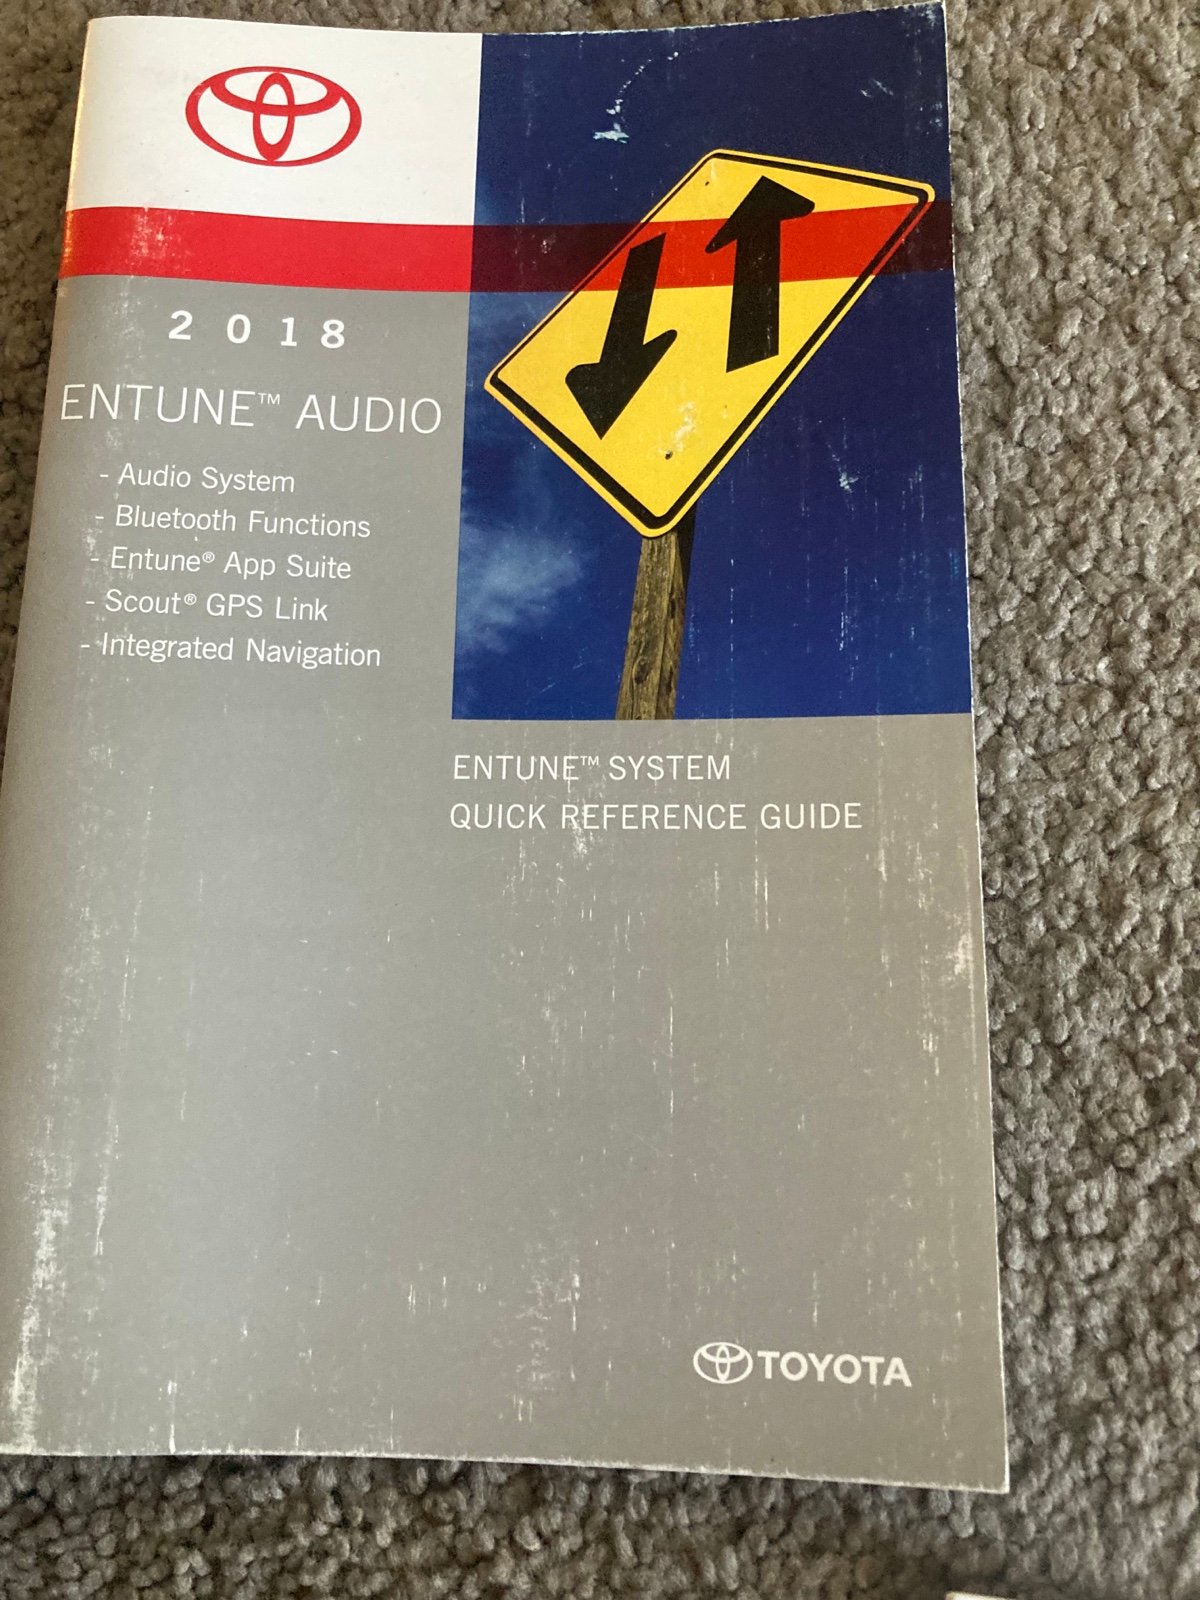 2018
ENTUNE™ AUDIO
- Audio System
- Bluetooth Functions
- Entune® App Suite
- Scout® GPS Link
- Integrated Navigation
ENTUNE™ SYSTEM
QUICK REFERENCE GUIDE
TOYOTA